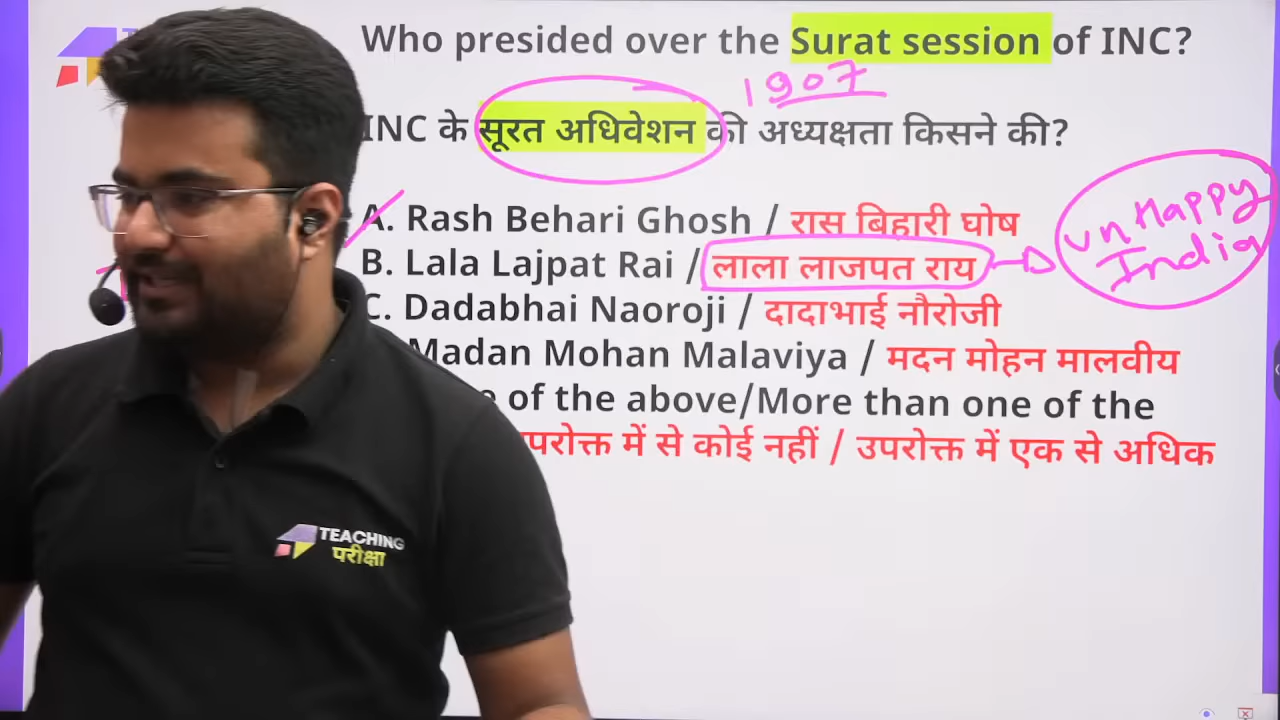 Who presided over the Surat session of INC?
1907
INC के सूरत अधिवेशन की अध्यक्षता किसने की?
A. Rash Behari Ghosh / रास बिहारी घोष
B. Lala Lajpat Rai / लाला लाजपत राय
un Happy
India
C. Dadabhai Naoroji / दादाभाई नौरोजी
Madan Mohan Malaviya / मदन मोहन मालवीय
of the above/More than one of the
में से कोई नहीं / उपरोक्त में एक से अधिक
TEACHING
परीक्षा